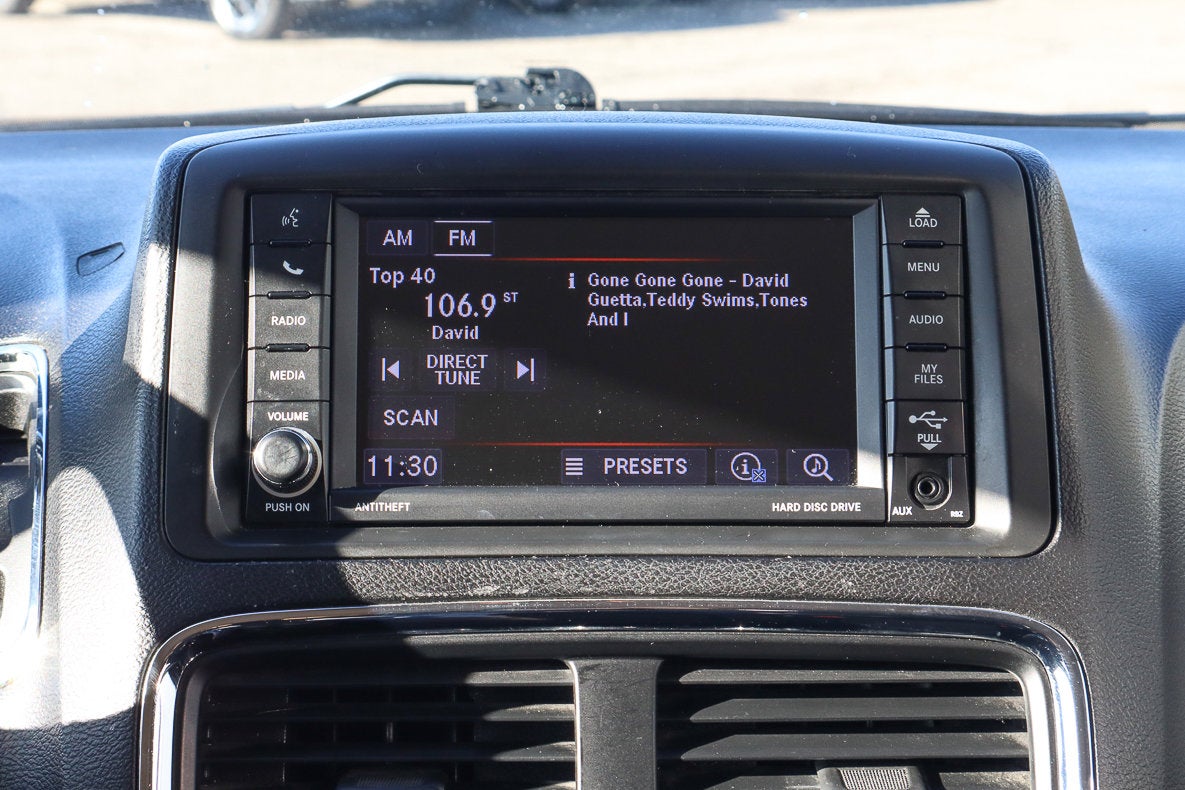 AM FM
Top 40
106.9 ST
David
DIRECT
TUNE
SCAN
11:30
i Gone Gone Gone - David
Guetta,Teddy Swims,Tones
And I
PRESETS
i
RADIO
MEDIA
VOLUME
PUSH ON
ANTITHEFT
HARD DISC DRIVE
LOAD
MENU
AUDIO
MY
FILES
PULL
AUX
RBZ